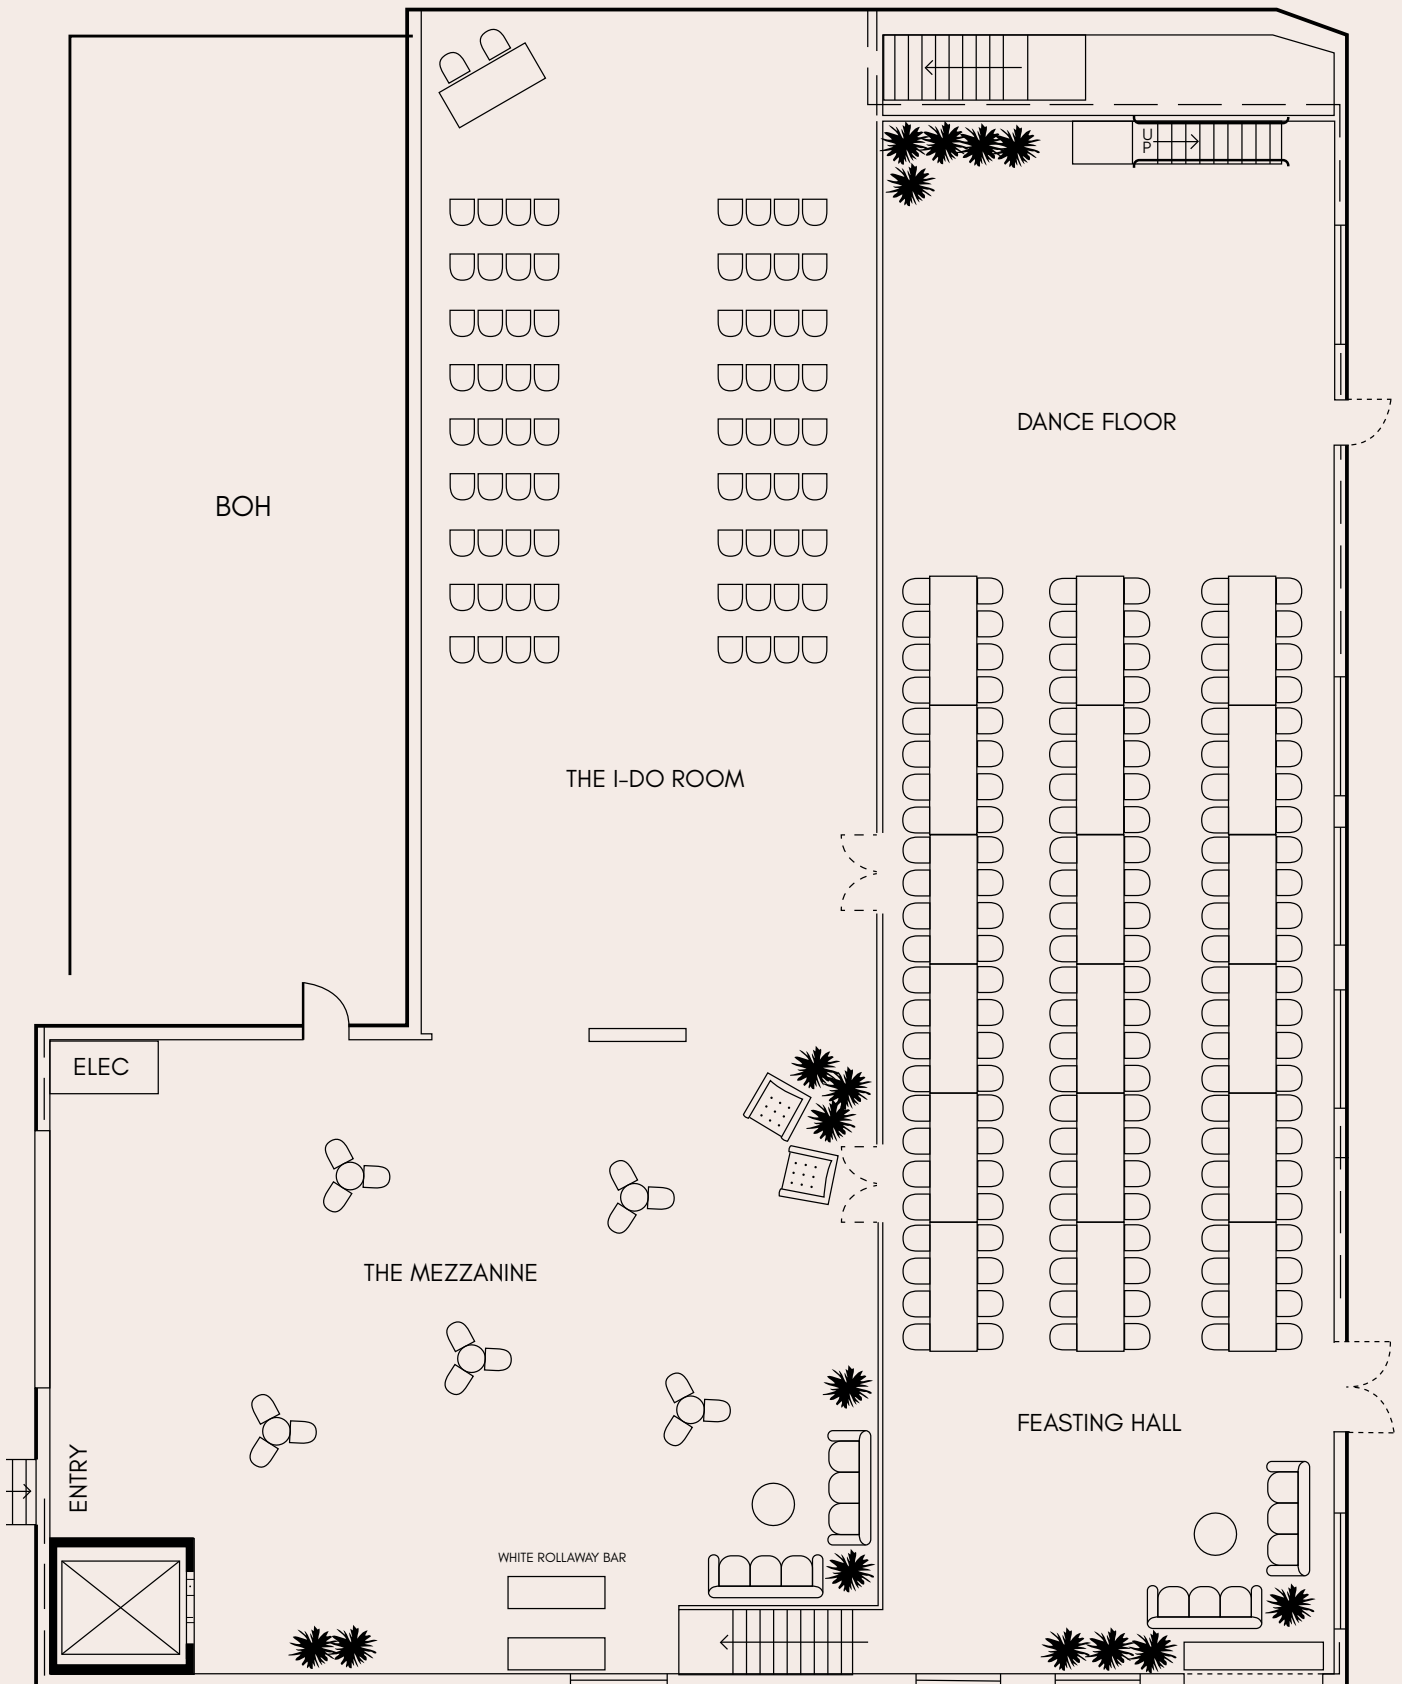 UP
DANCE FLOOR
BOH
THE I-DO ROOM
ELEC
THE MEZZANINE
FEASTING HALL
ENTRY
WHITE ROLLAWAY BAR